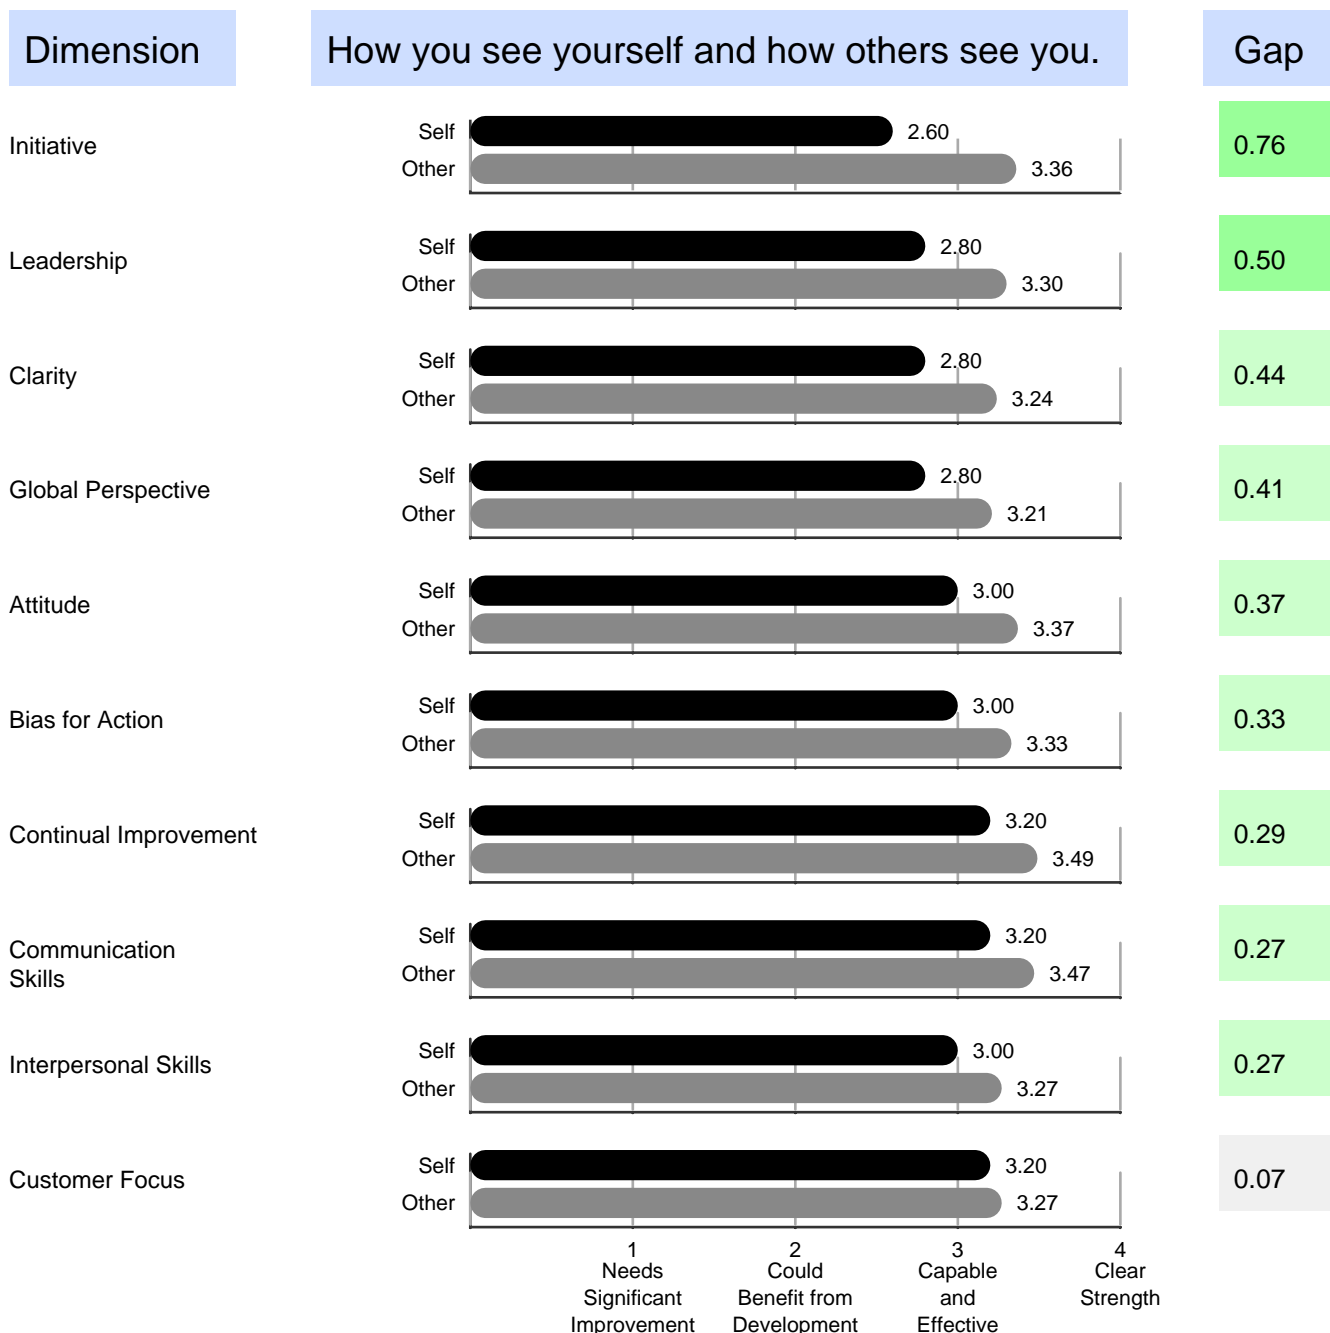 Dimension How you see yourself and how others see you. Gap
Initiative
Self 2.60
Other 3.36
0.76
Leadership
Self 2.80
Other 3.30
0.50
Clarity
Self 2.80
Other 3.24
0.44
Global Perspective
Self 2.80
Other 3.21
0.41
Attitude
Self 3.00
Other 3.37
0.37
Bias for Action
Self 3.00
Other 3.33
0.33
Continual Improvement
Self 3.20
Other 3.49
0.29
Communication
Skills
Self 3.20
Other 3.47
0.27
Interpersonal Skills
Self 3.00
Other 3.27
0.27
Customer Focus
Self 3.20
Other 3.27
0.07
1 2 3 4
Needs Could Capable Clear
Significant Benefit from and Strength
Improvement Development Effective